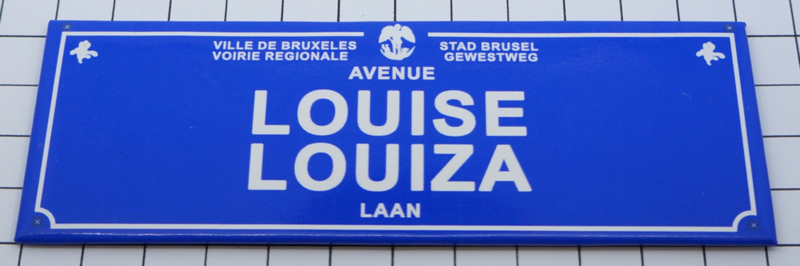 VILLE DE BRUXELES STAD BRUSEL
VOIRIE REGIONALE GEWESTWEG
AVENUE
LOUISE
LOUIZA
LAAN